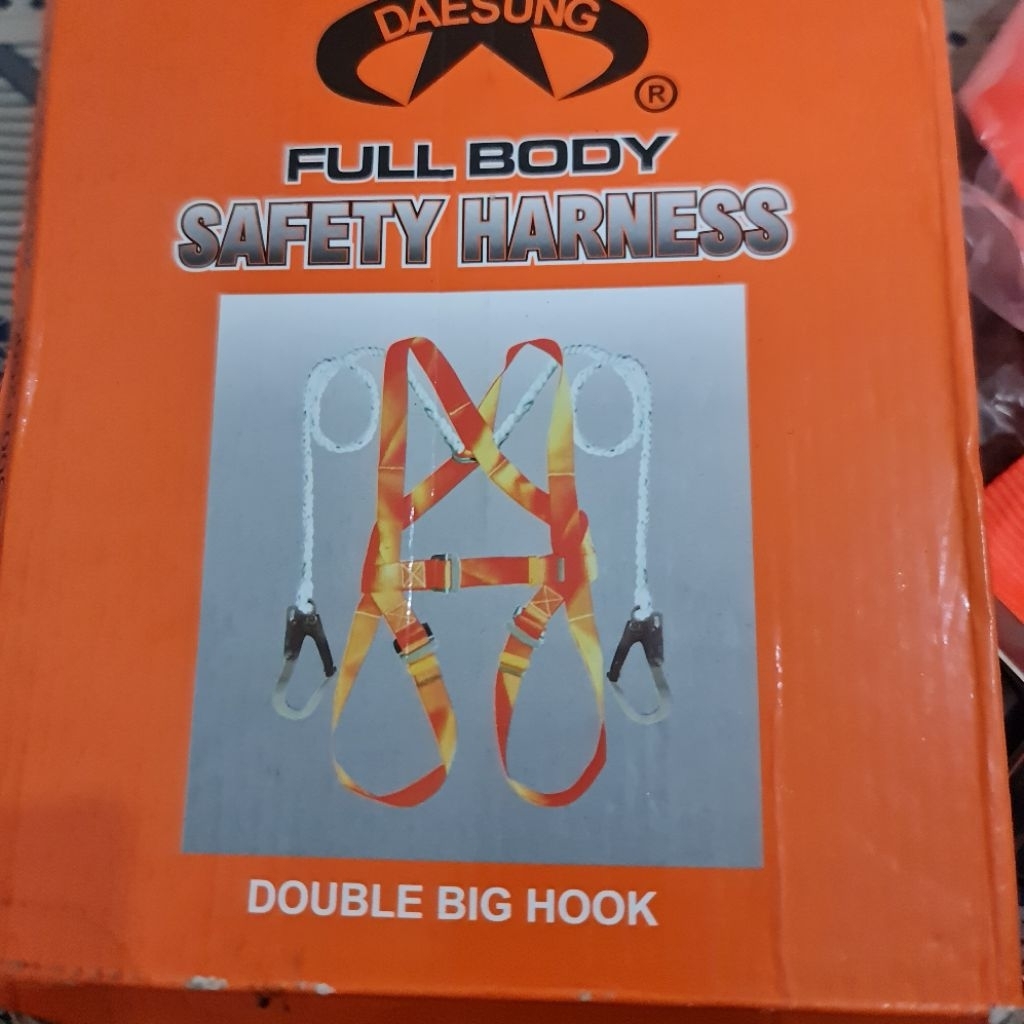 DAESUNG
®
FULL BODY
SAFETY HARNESS
DOUBLE BIG HOOK